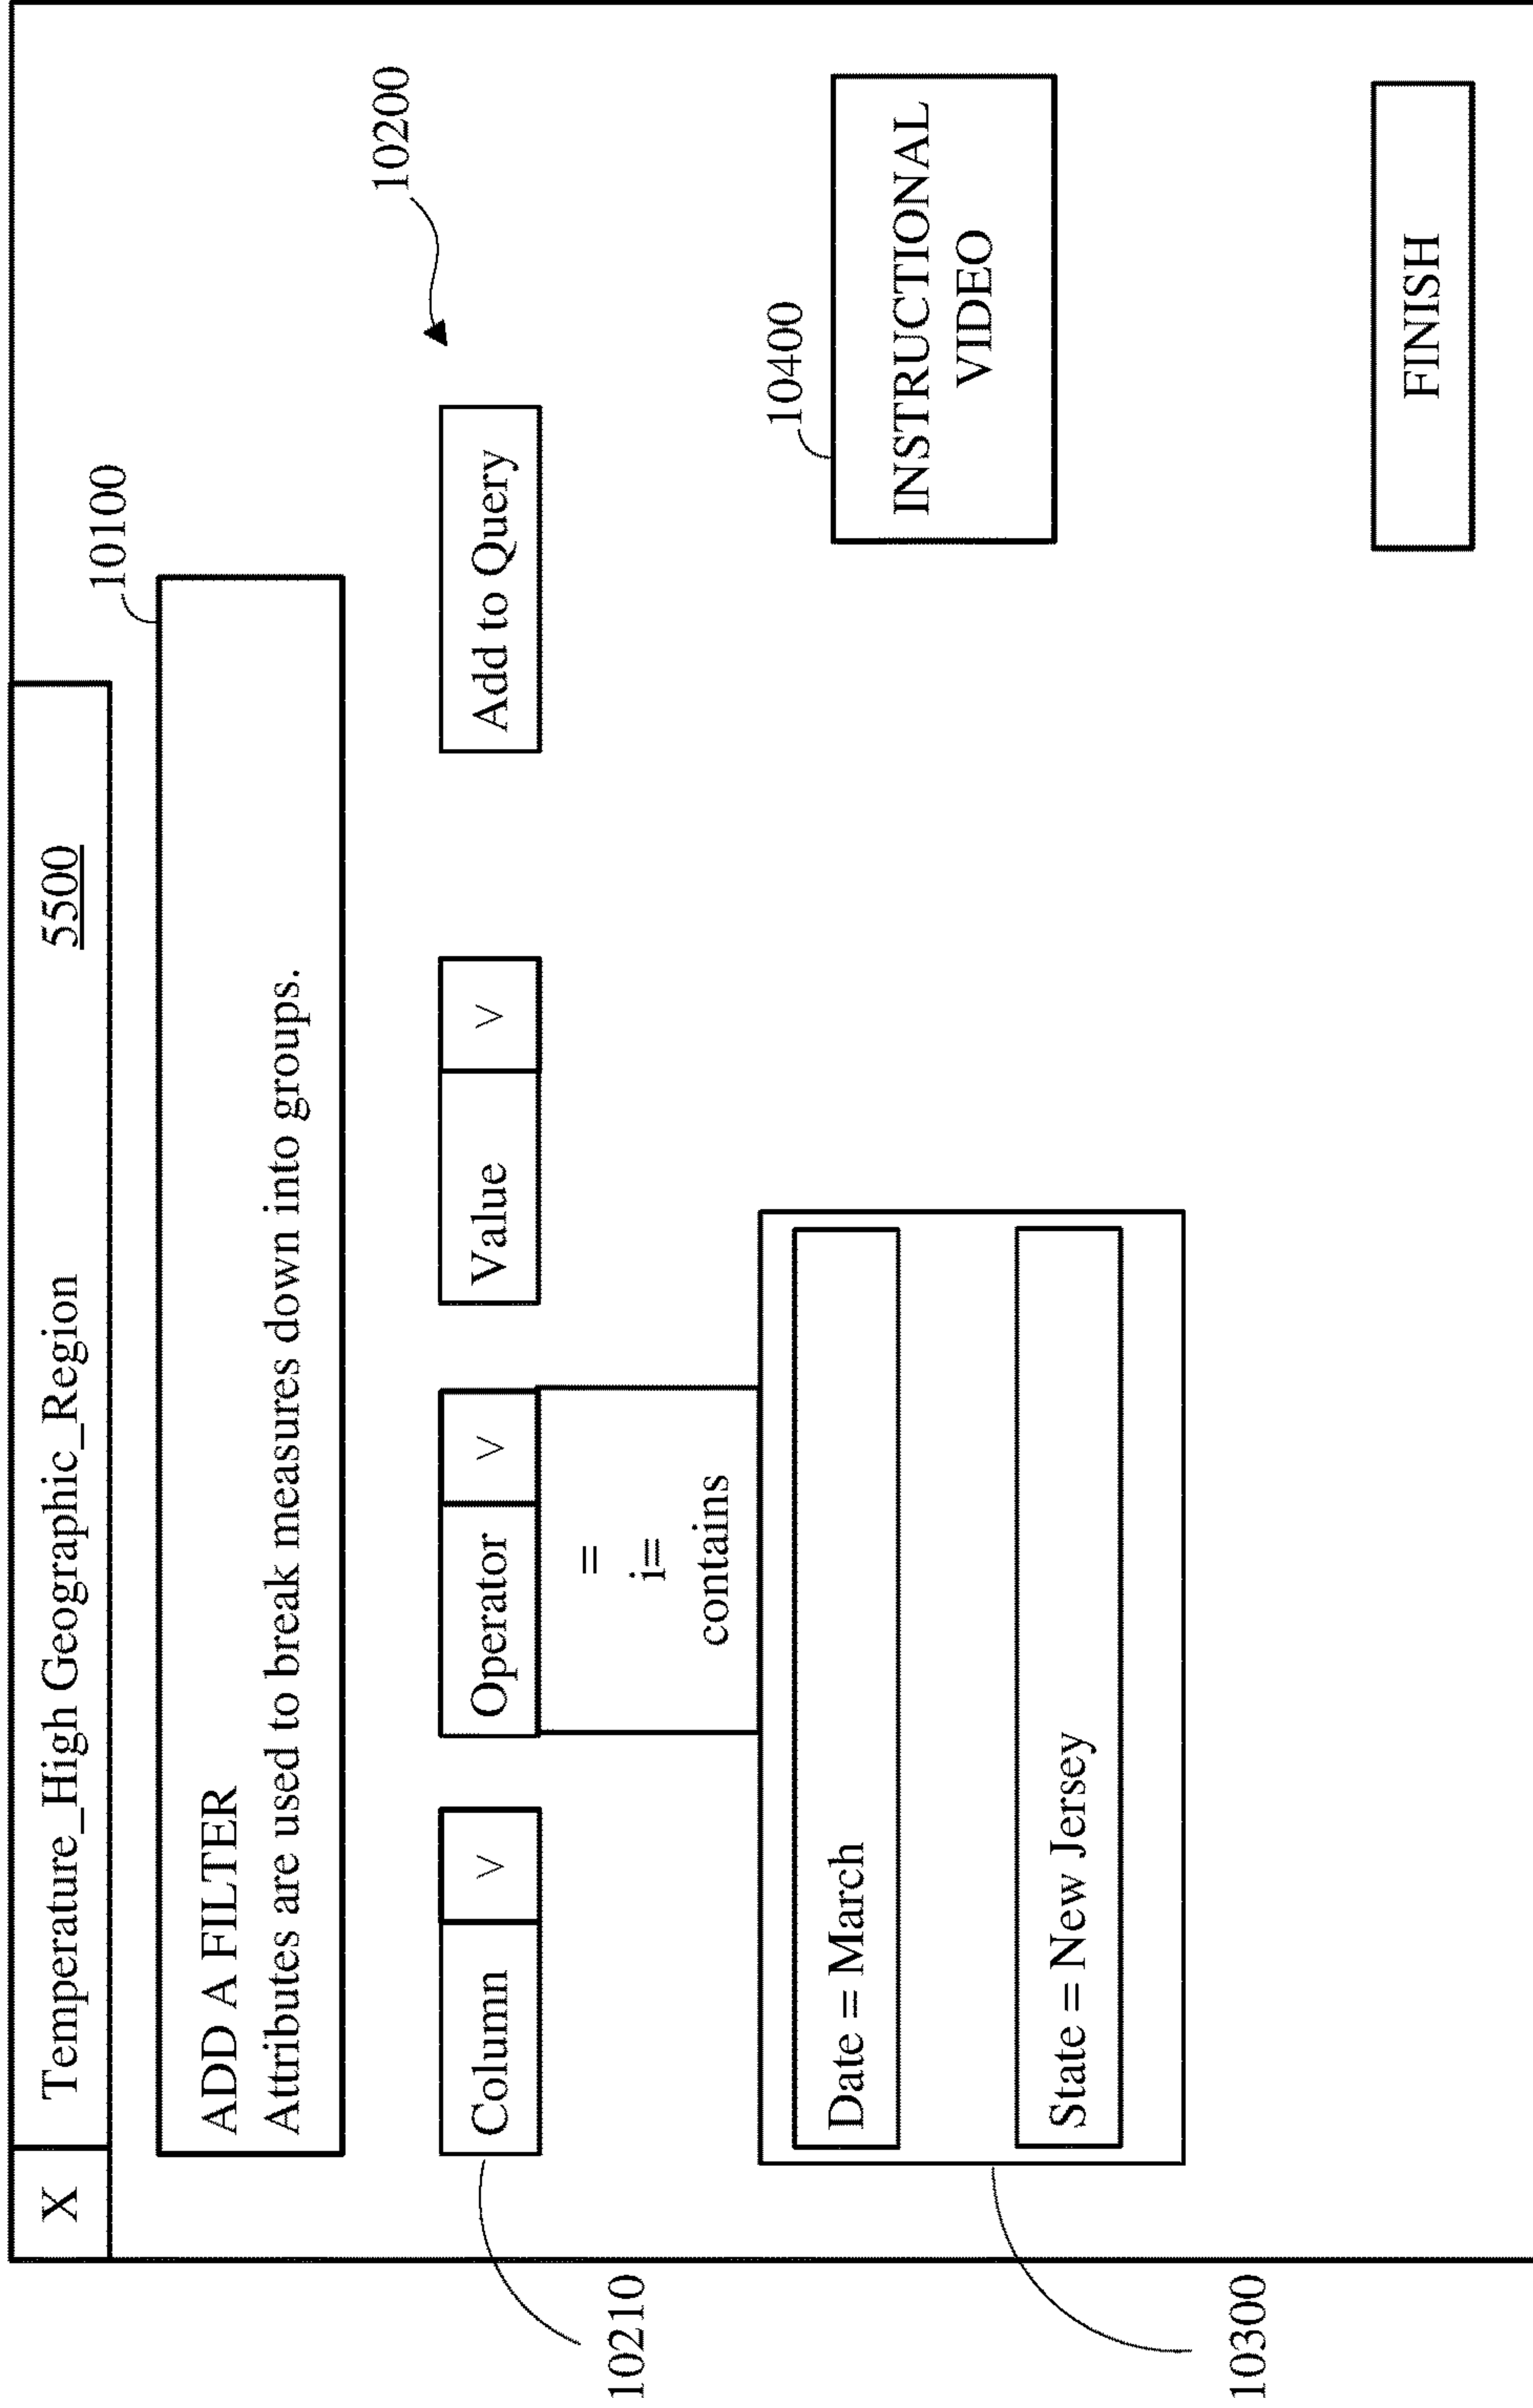 X Temperature_High Geographic_Region 5500
10100
ADD A FILTER
Attributes are used to break measures down into groups.
10200
Column V Operator V Value V Add to Query
10210
=
i=
contains
10400
Date = March
State = New Jersey
10300
INSTRUCTIONAL
VIDEO
FINISH